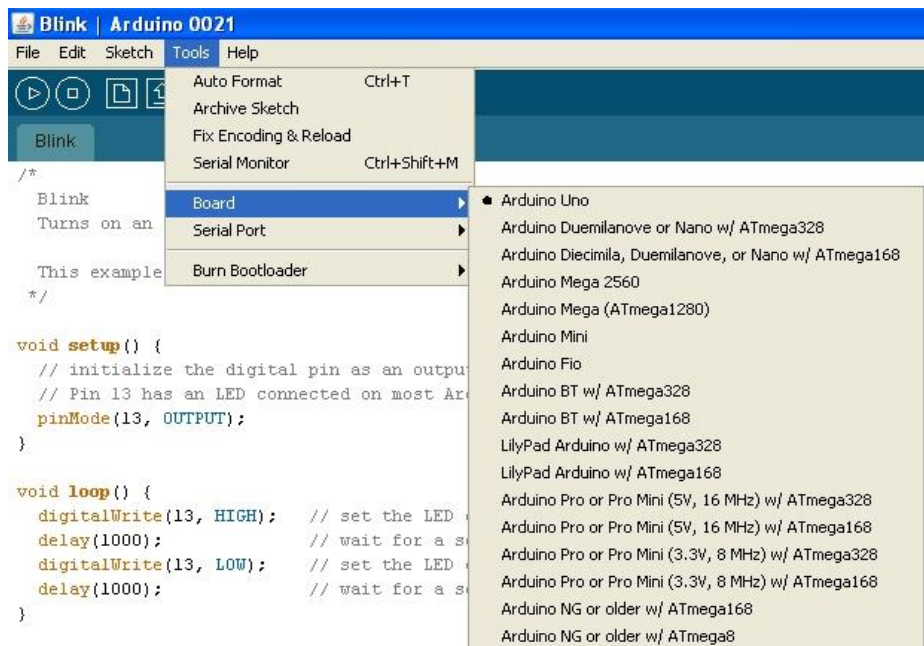 Blink | Arduino 0021
File Edit Sketch Tools Help
Auto Format Ctrl+T
Archive Sketch
Fix Encoding & Reload
Serial Monitor Ctrl+Shift+M
Board
Serial Port
Burn Bootloader
Arduino Uno
Arduino Duemilanove or Nano w/ ATmega328
Arduino Diecimila, Duemilanove, or Nano w/ ATmega168
Arduino Mega 2560
Arduino Mega (ATmega1280)
Arduino Mini
Arduino Fio
Arduino BT w/ ATmega328
Arduino BT w/ ATmega168
LilyPad Arduino w/ ATmega328
LilyPad Arduino w/ ATmega168
Arduino Pro or Pro Mini (5V, 16 MHz) w/ ATmega328
Arduino Pro or Pro Mini (5V, 16 MHz) w/ ATmega168
Arduino Pro or Pro Mini (3.3V, 8 MHz) w/ ATmega328
Arduino Pro or Pro Mini (3.3V, 8 MHz) w/ ATmega168
Arduino NG or older w/ ATmega168
Arduino NG or older w/ ATmega8
Blink
/*
Blink
Turns on an
This example
*/
void setup() {
// initialize the digital pin as an outpu
// Pin 13 has an LED connected on most Ar
pinMode(13, OUTPUT);
}
void loop() {
digitalWrite(13, HIGH); // set the LED
delay(1000); // wait for a s
digitalWrite(13, LOW); // set the LED
delay(1000); // wait for a s
}